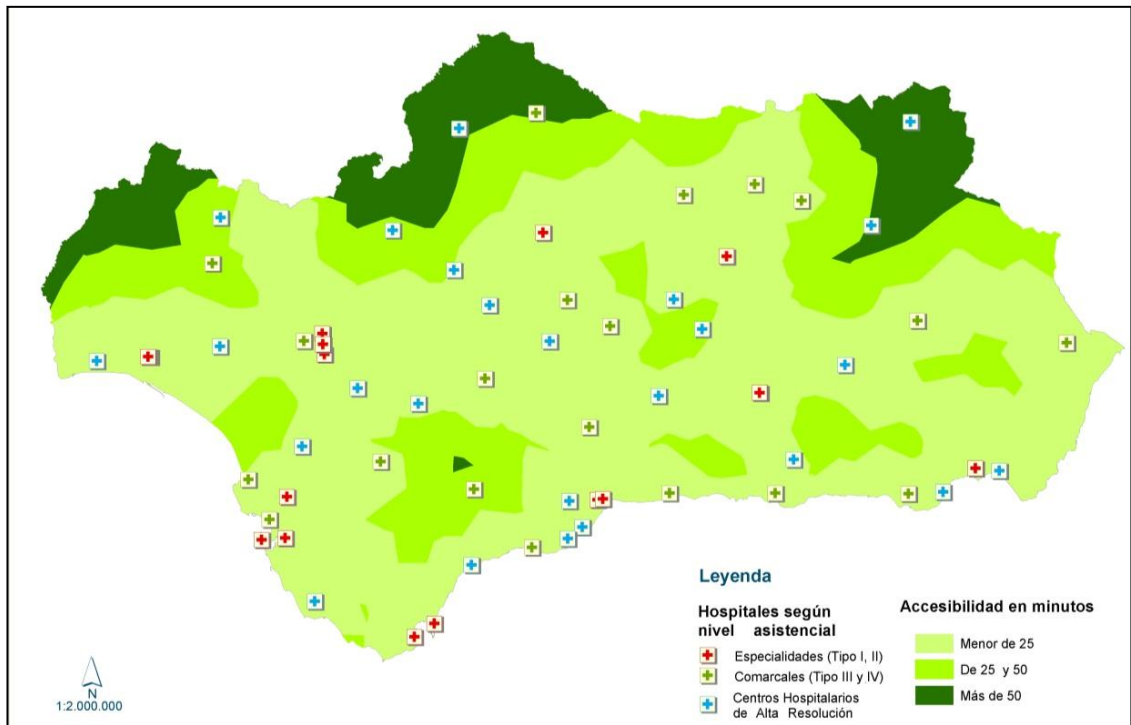 Leyenda
Hospitales según
nivel asistencial
Especialidades (Tipo I, II)
Comarcales (Tipo III y IV)
Centros Hospitalarios
de Alta Resolución
Accesibilidad en minutos
Menor de 25
De 25 y 50
Más de 50
N
1:2.000.000